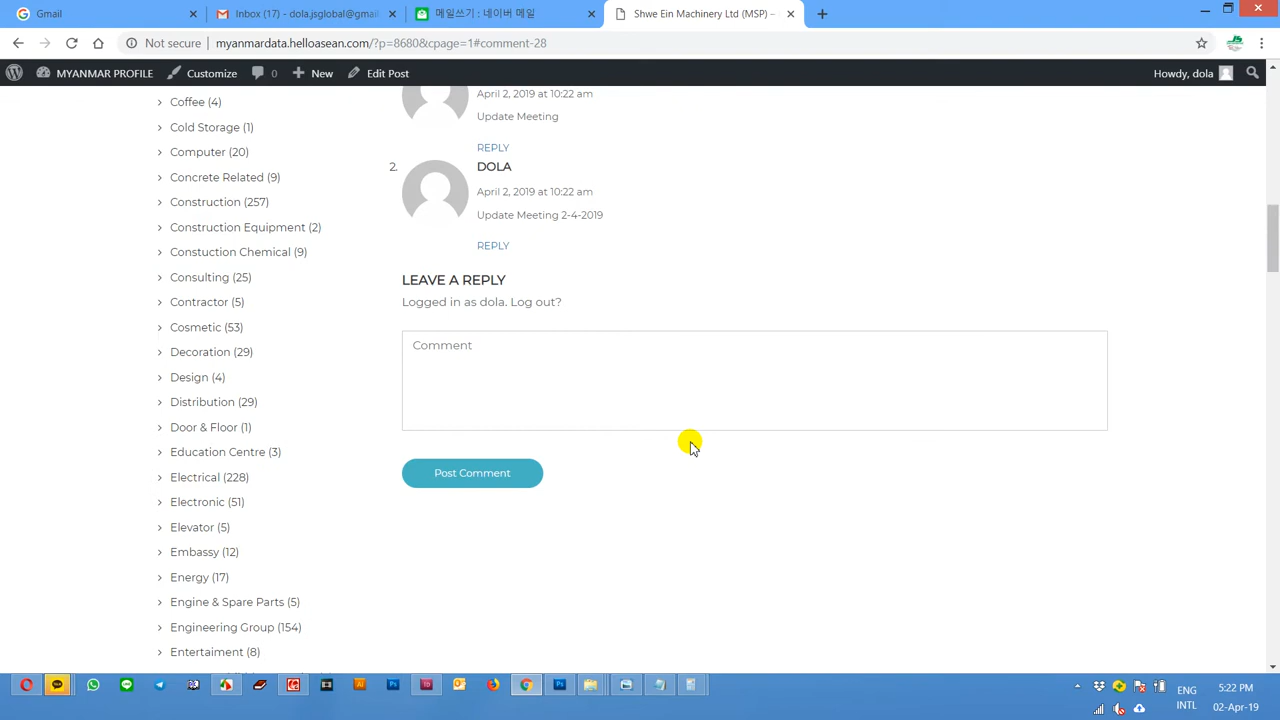 Gmail
Inbox (17) - dola.jsglobal@gmai
메일쓰기 : 네이버 메일
Shwe Ein Machinery Ltd (MSP) –
Not secure
myanmardata.helloasean.com/?p=8680&cpage=1#comment-28
MYANMAR PROFILE
Customize
0
New
Edit Post
Howdy, dola
Coffee (4)
Cold Storage (1)
Computer (20)
Concrete Related (9)
Construction (257)
Construction Equipment (2)
Constuction Chemical (9)
Consulting (25)
Contractor (5)
Cosmetic (53)
Decoration (29)
Design (4)
Distribution (29)
Door & Floor (1)
Education Centre (3)
Electrical (228)
Electronic (51)
Elevator (5)
Embassy (12)
Energy (17)
Engine & Spare Parts (5)
Engineering Group (154)
Entertaiment (8)
April 2, 2019 at 10:22 am
Update Meeting
REPLY
2.
DOLA
April 2, 2019 at 10:22 am
Update Meeting 2-4-2019
REPLY
LEAVE A REPLY
Logged in as dola. Log out?
Comment
Post Comment
ENG
INTL
5:22 PM
02-Apr-19